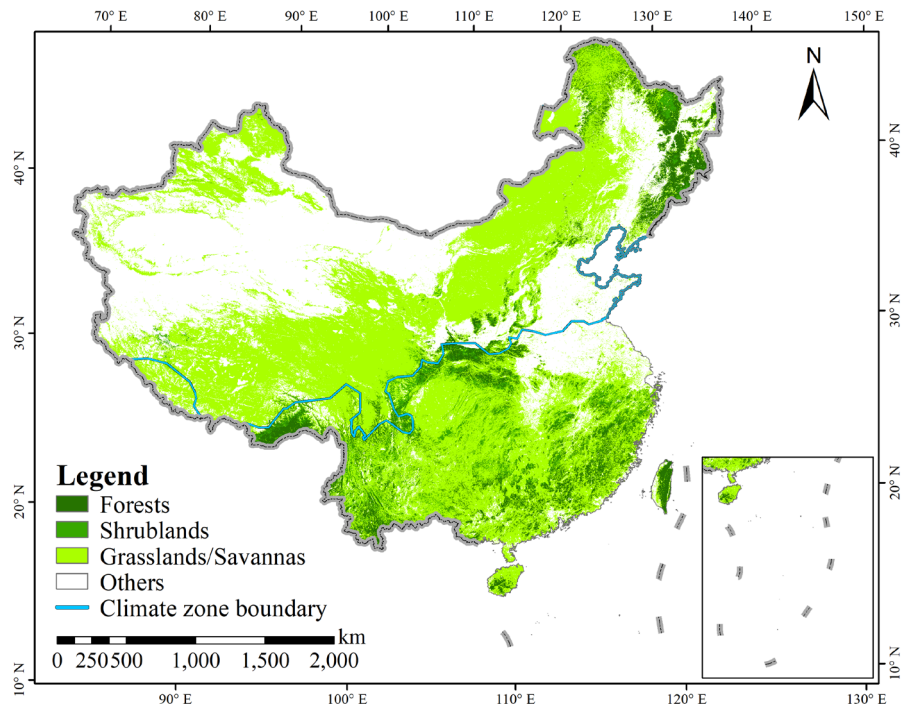 70° E 80° E 90° E 100° E 110° E 120° E 130° E 140° E 150° E
N
40° N 40° N
30° N 30° N
20° N 20° N
10° N 10° N
Legend
Forests
Shrublands
Grasslands/Savannas
Others
Climate zone boundary
km
0 250 500 1,000 1,500 2,000
90° E 100° E 110° E 120° E 130° E